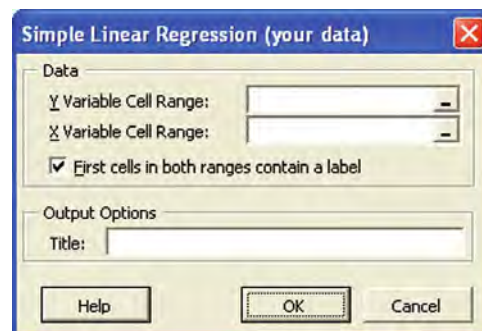 Simple Linear Regression (your data)
Data
Y Variable Cell Range:
X Variable Cell Range:
First cells in both ranges contain a label
Output Options
Title:
Help OK Cancel